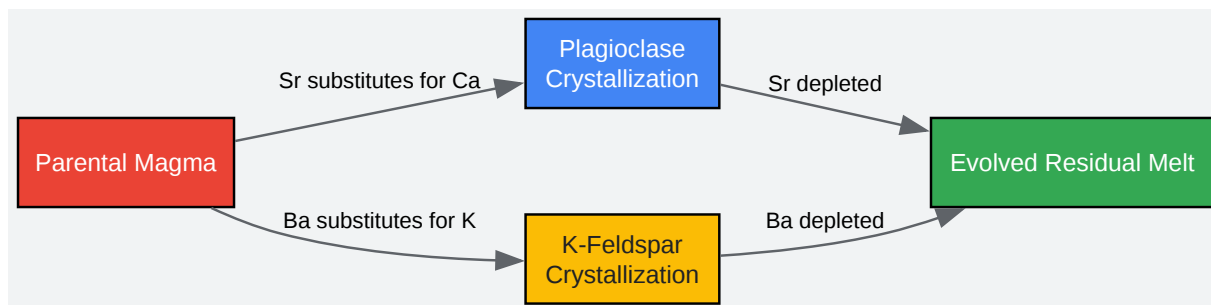 Plagioclase
Crystallization
Sr substitutes for Ca
Sr depleted
Parental Magma
Evolved Residual Melt
Ba substitutes for K
Ba depleted
K-Feldspar
Crystallization